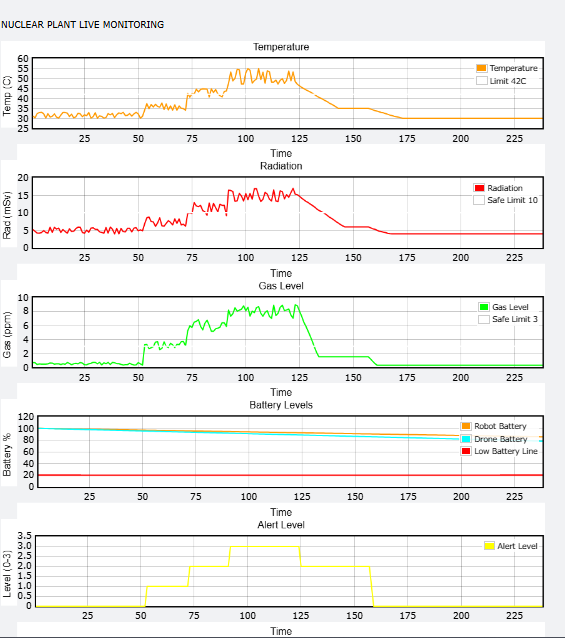 NUCLEAR PLANT LIVE MONITORING
Temperature
Temp (C)
60
55
50
45
40
35
30
25
Temperature
Limit 42C
25 50 75 100 125 150 175 200 225
Time
Radiation
Rad (mSv)
20
15
10
5
0
Radiation
Safe Limit 10
25 50 75 100 125 150 175 200 225
Time
Gas Level
Gas (ppm)
10
8
6
4
2
0
Gas Level
Safe Limit 3
25 50 75 100 125 150 175 200 225
Time
Battery Levels
Battery %
120
100
80
60
40
20
0
Robot Battery
Drone Battery
Low Battery Line
25 50 75 100 125 150 175 200 225
Time
Alert Level
Level (0-3)
3.5
3.0
2.5
2.0
1.5
1.0
0.5
0
Alert Level
25 50 75 100 125 150 175 200 225
Time